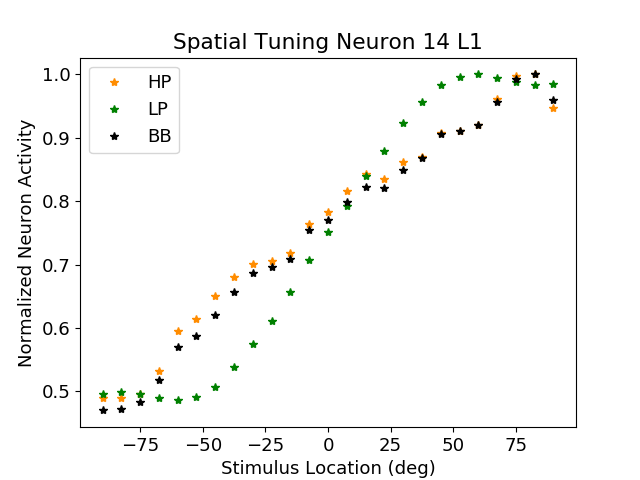 Spatial Tuning Neuron 14 L1
HP
LP
BB
Normalized Neuron Activity
1.0
0.9
0.8
0.7
0.6
0.5
−75 −50 −25 0 25 50 75
Stimulus Location (deg)